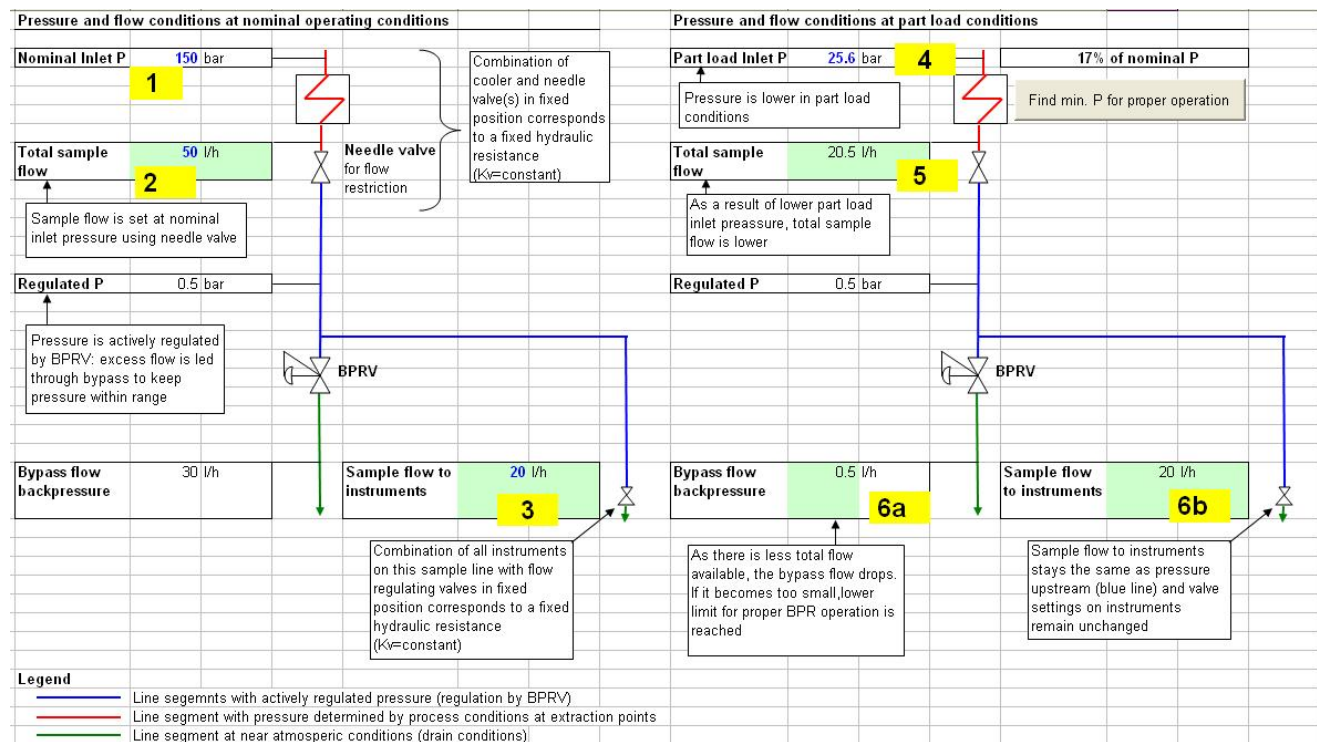 Pressure and flow conditions at nominal operating conditions
Nominal Inlet P 150 bar
1
Combination of
cooler and needle
valve(s) in fixed
position corresponds
to a fixed hydraulic
resistance
(Kv=constant)
Total sample
flow
50 l/h
2
Needle valve
for flow
restriction
Sample flow is set at nominal
inlet pressure using needle valve
Regulated P 0.5 bar
Pressure is actively regulated
by BPRV: excess flow is led
through bypass to keep
pressure within range
BPRV
Bypass flow
backpressure
30 l/h
Sample flow to
instruments
20 l/h
3
Combination of all instruments
on this sample line with flow
regulating valves in fixed
position corresponds to a fixed
hydraulic resistance
(Kv=constant)
Pressure and flow conditions at part load conditions
Part load Inlet P 25.6 bar
4
17% of nominal P
Pressure is lower in part load
conditions
Find min. P for proper operation
Total sample
flow
20.5 l/h
5
As a result of lower part load
inlet preassure, total sample
flow is lower
Regulated P 0.5 bar
BPRV
Bypass flow
backpressure
0.5 l/h
6a
Sample flow
to instruments
20 l/h
6b
As there is less total flow
available, the bypass flow drops.
If it becomes too small,lower
limit for proper BPR operation is
reached
Sample flow to instruments
stays the same as pressure
upstream (blue line) and valve
settings on instruments
remain unchanged
Legend
Line segemnts with actively regulated pressure (regulation by BPRV)
Line segment with pressure determined by process conditions at extraction points
Line segment at near atmosperic conditions (drain conditions)